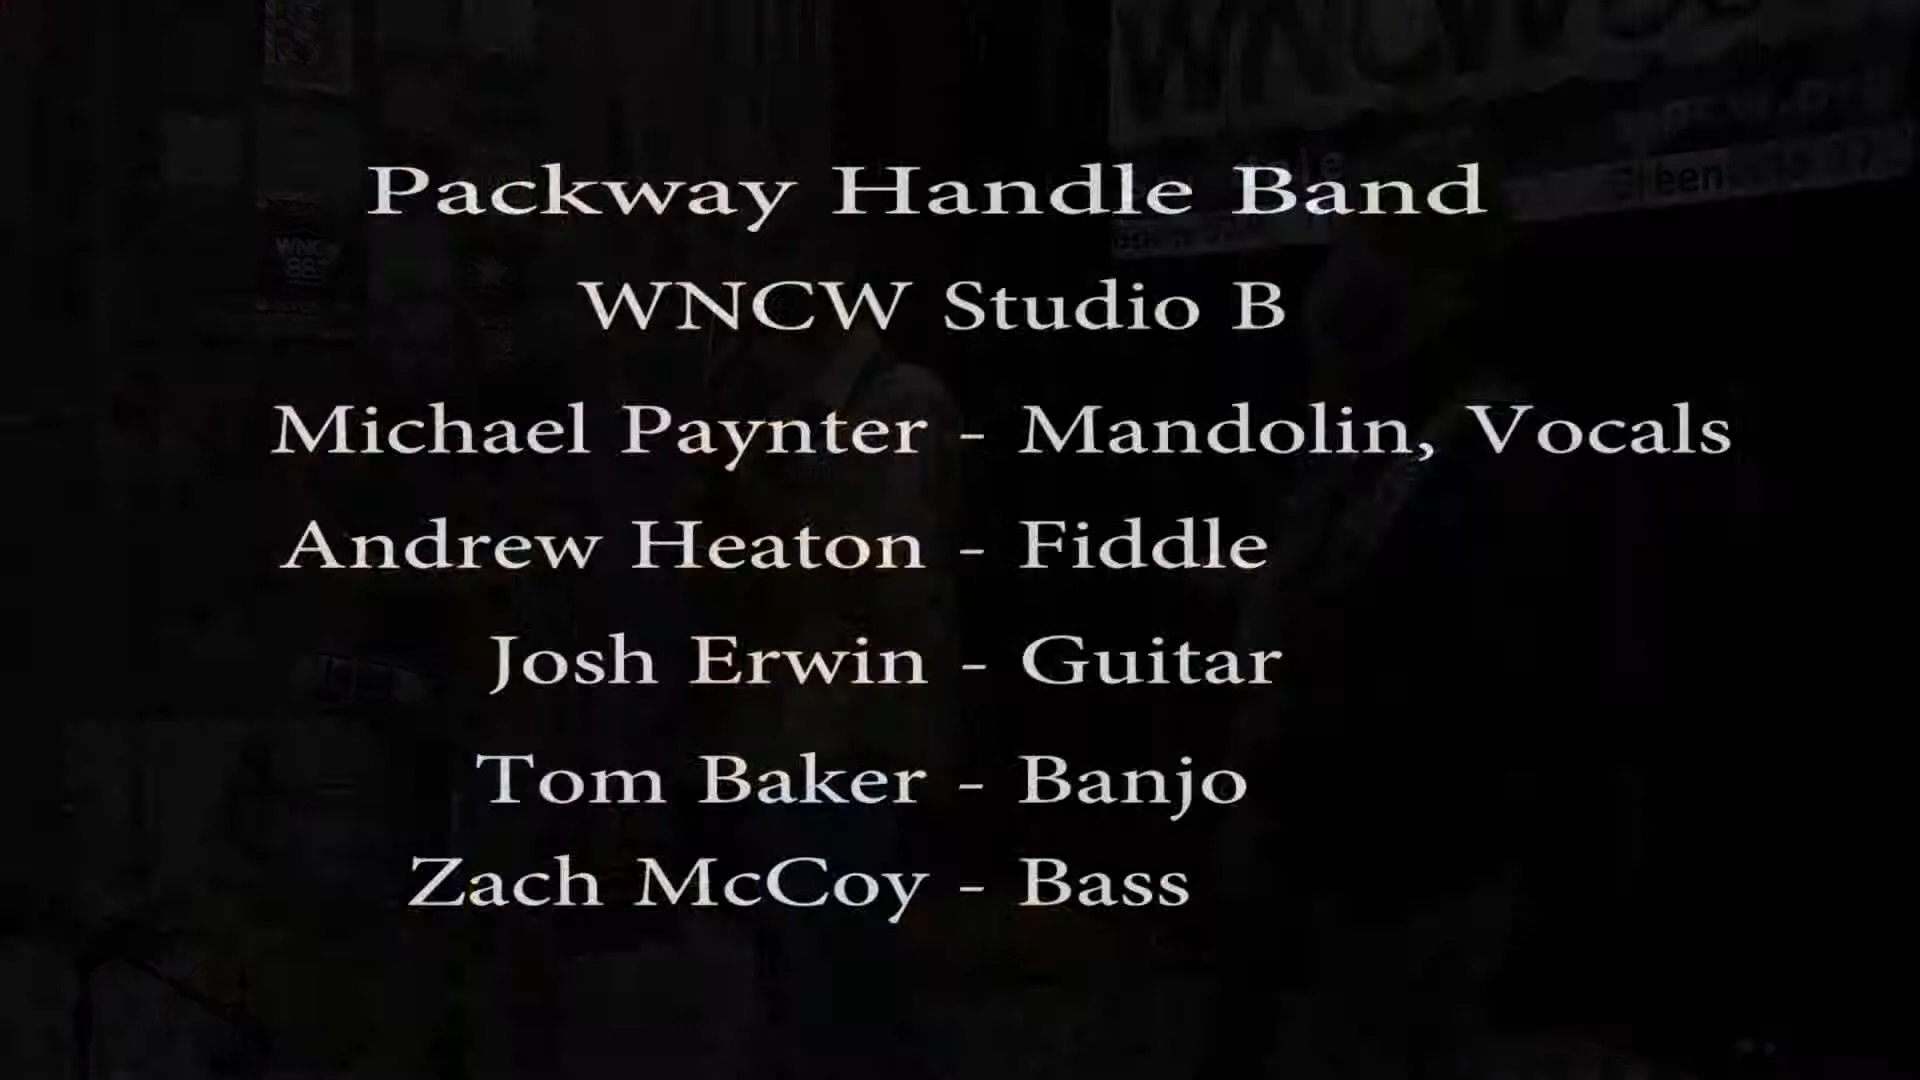 Packway Handle Band
WNCW Studio B
Michael Paynter - Mandolin, Vocals
Andrew Heaton - Fiddle
Josh Erwin - Guitar
Tom Baker - Banjo
Zach McCoy - Bass